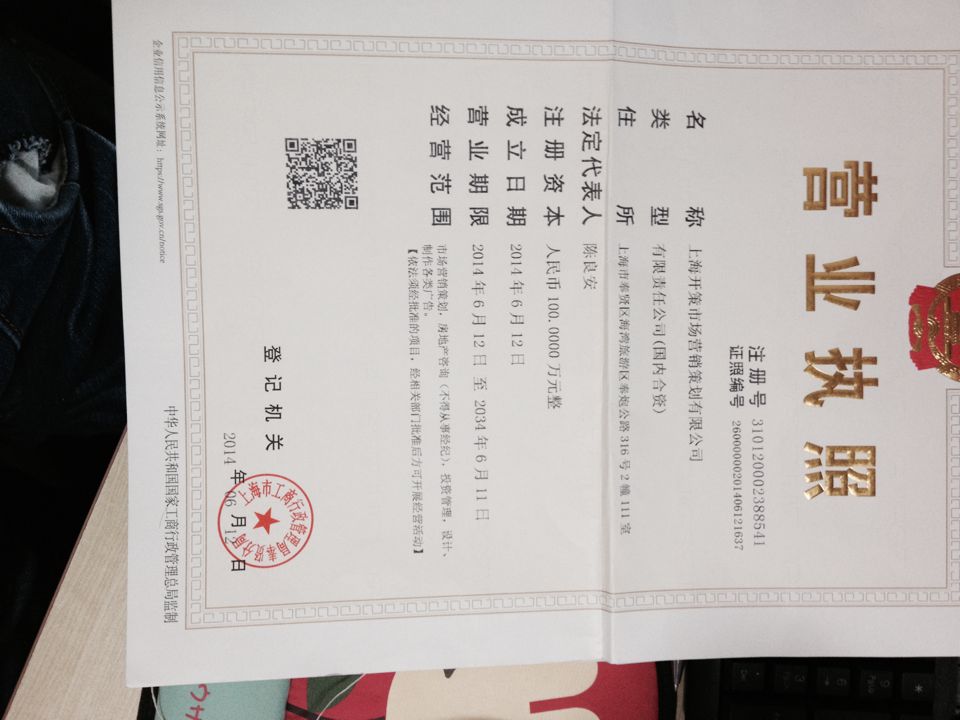 营业执照
注册号 310120002388541
证照编号 26000000201406121637
名称 上海开策市场营销策划有限公司
类型 有限责任公司(国内合资)
住所 上海市奉贤区海湾旅游区奉炮公路316号2幢111室
法定代表人 陈良安
注册资本 人民币100.0000万元整
成立日期 2014年6月12日
营业期限 2014年6月12日 至 2034年6月11日
经营范围 市场营销策划,房地产咨询(不得从事经纪),投资管理,设计、
制作各类广告。
【依法须经批准的项目,经相关部门批准后方可开展经营活动】
登记机关
上海市工商行政管理局奉贤分局
2014年06月12日
企业信用信息公示系统网址:https://www.sgs.gov.cn/notice
中华人民共和国国家工商行政管理总局监制